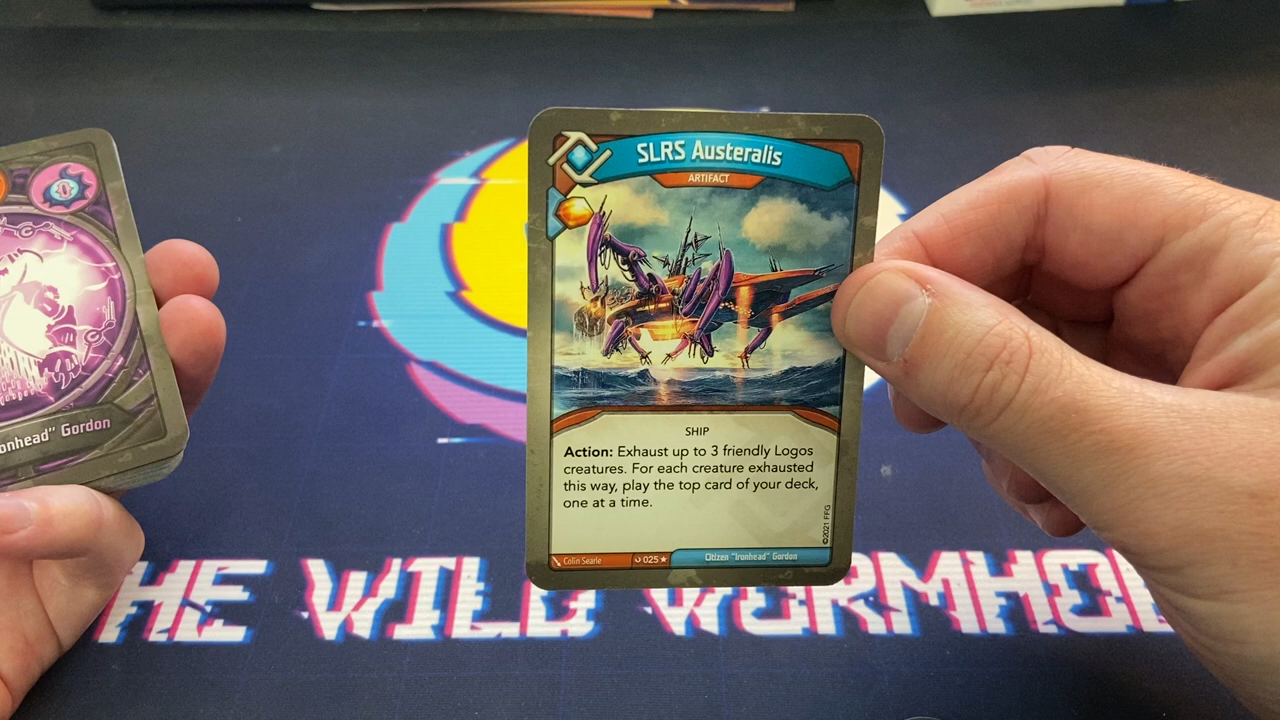 SLRS Austeralis
ARTIFACT
SHIP
Action: Exhaust up to 3 friendly Logos
creatures. For each creature exhausted
this way, play the top card of your deck,
one at a time.
©2021 FFG
Colin Searle
025★
Citizen "Ironhead" Gordon
onhead" Gordon
HE WILD WORMHO